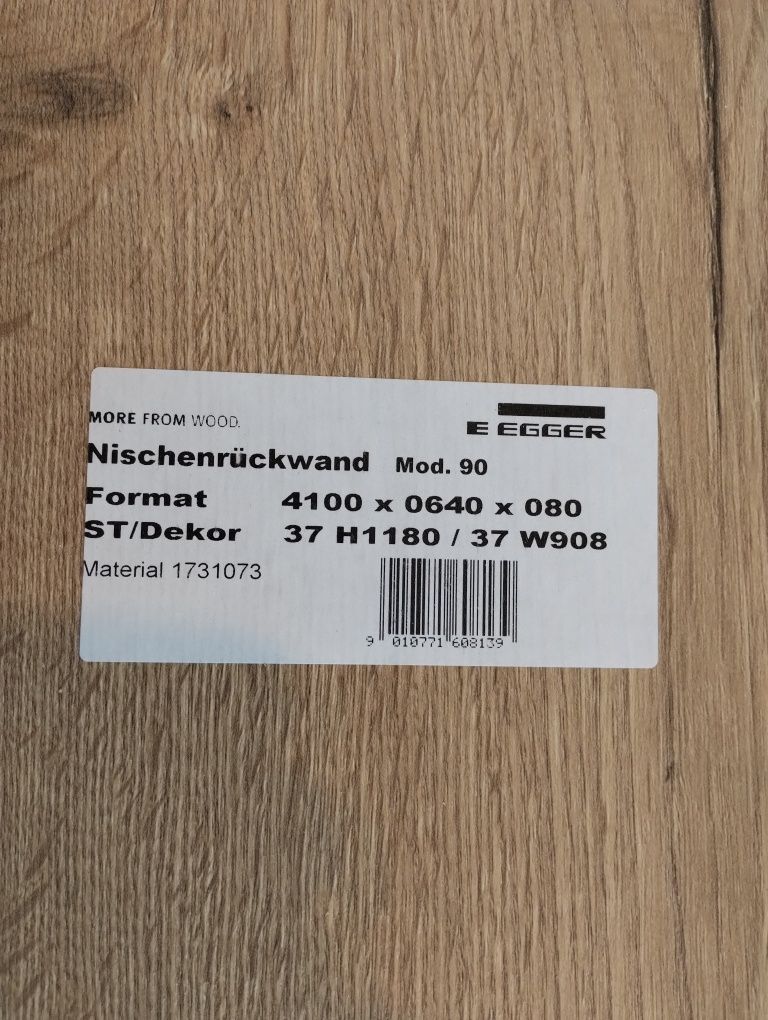 MORE FROM WOOD.
E EGGER
Nischenrückwand Mod. 90
Format 4100 x 0640 x 080
ST/Dekor 37 H1180 / 37 W908
Material 1731073
9 010771 608139